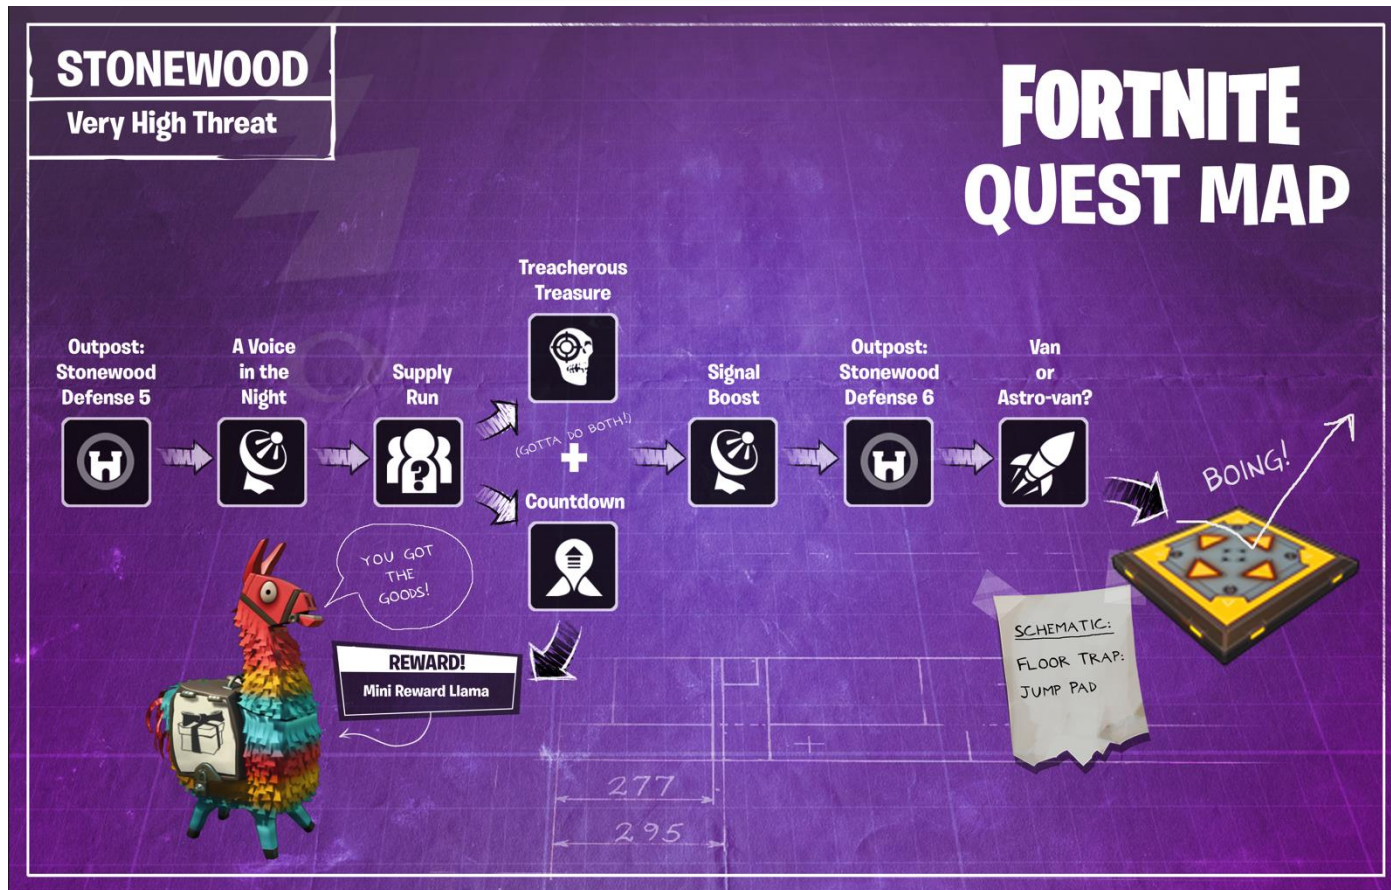 STONEWOOD
Very High Threat
FORTNITE
QUEST MAP
Outpost:
Stonewood
Defense 5
A Voice
in the
Night
Supply
Run
Treacherous
Treasure
(GOTTA DO BOTH!)
+
Countdown
Signal
Boost
Outpost:
Stonewood
Defense 6
Van
or
Astro-van?
BOING!
?
YOU GOT
THE
GOODS!
REWARD!
Mini Reward Llama
SCHEMATIC:
FLOOR TRAP:
JUMP PAD
277
295